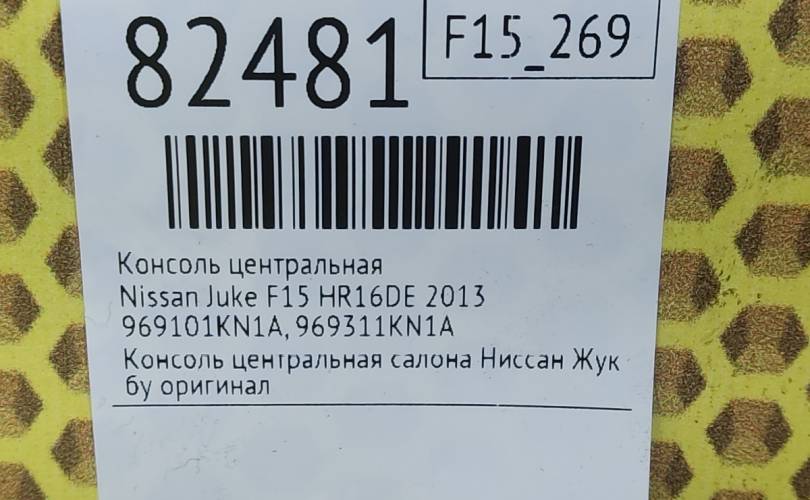 82481
F15_269
Консоль центральная
Nissan Juke F15 HR16DE 2013
969101KN1A, 969311KN1A
Консоль центральная салона Ниссан Жук
бу оригинал